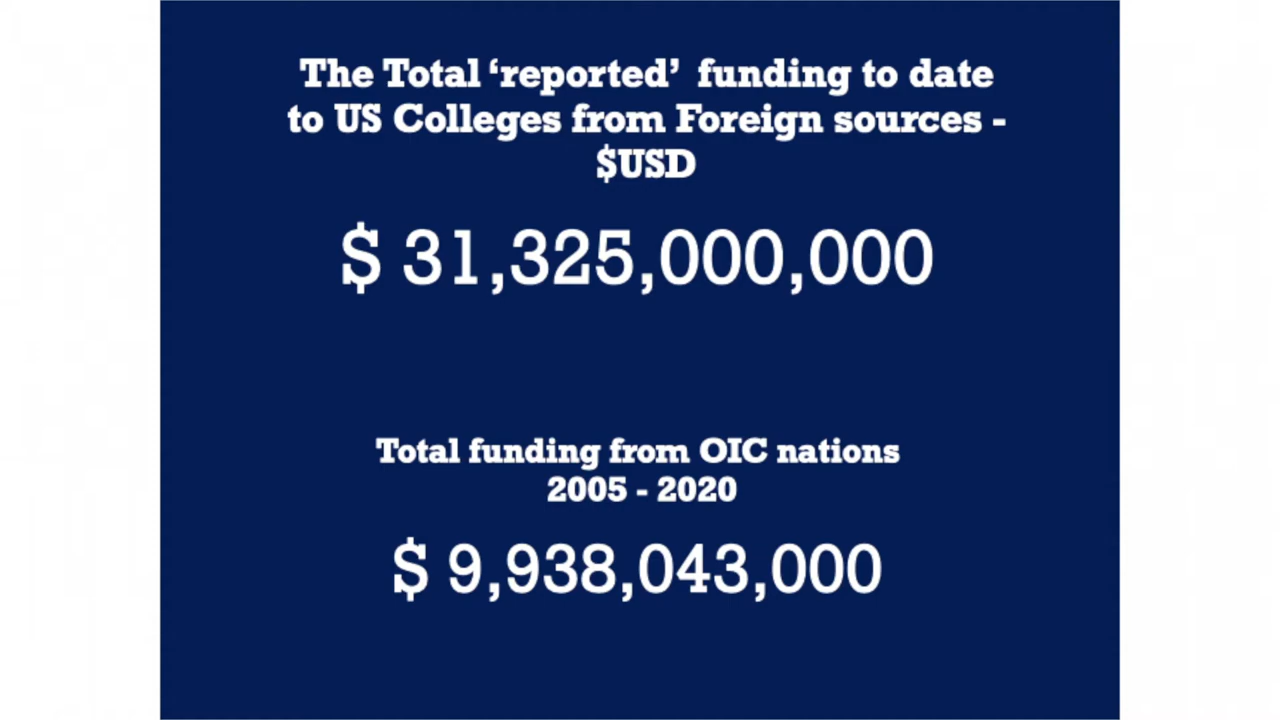 The Total ‘reported’ funding to date
to US Colleges from Foreign sources -
$USD
$ 31,325,000,000
Total funding from OIC nations
2005 - 2020
$ 9,938,043,000